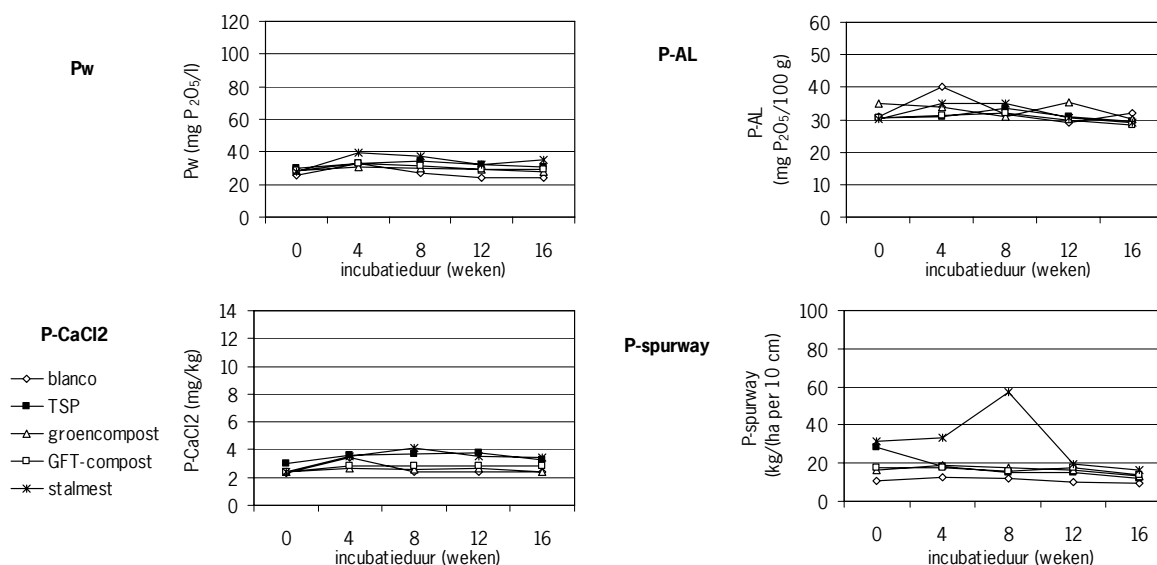 Pw
Pw (mg P2O5/l)
120
100
80
60
40
20
0
0 4 8 12 16
incubatieduur (weken)
P-AL
P-AL
(mg P2O5/100 g)
60
50
40
30
20
10
0
0 4 8 12 16
incubatieduur (weken)
P-CaCl2
blanco
TSP
groencompost
GFT-compost
stalmest
P-CaCl2 (mg/kg)
14
12
10
8
6
4
2
0
0 4 8 12 16
incubatieduur (weken)
P-spurway
P-spurway
(kg/(ha per 10 cm)
100
80
60
40
20
0
0 4 8 12 16
incubatieduur (weken)